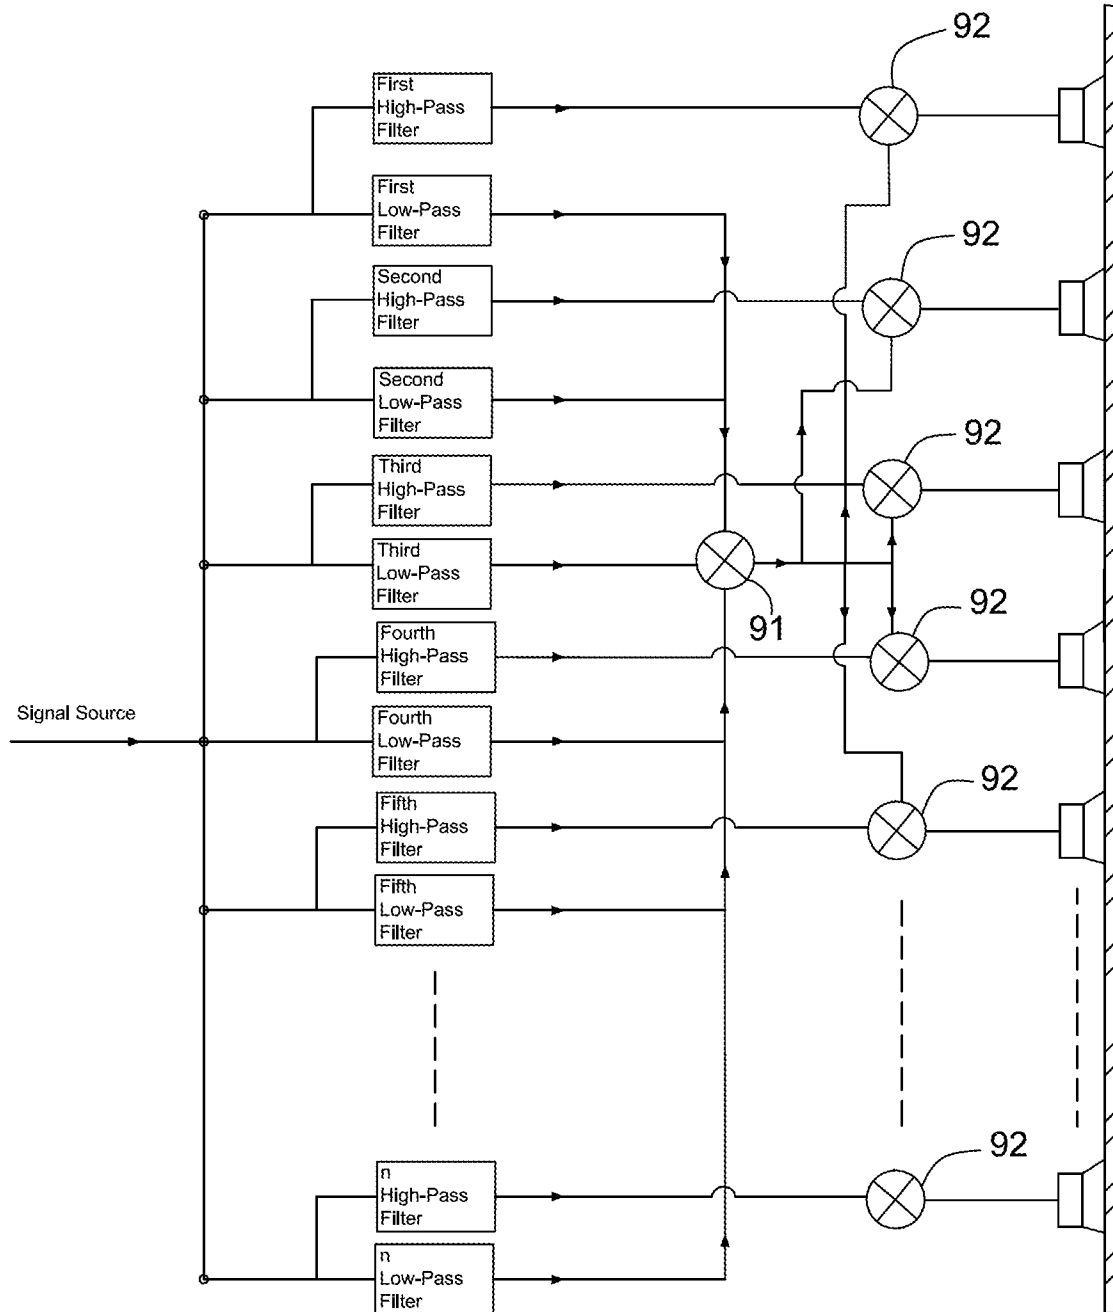 92
First
High-Pass
Filter
First
Low-Pass
Filter
92
Second
High-Pass
Filter
Second
Low-Pass
Filter
92
Third
High-Pass
Filter
Third
Low-Pass
Filter
91
92
Fourth
High-Pass
Filter
Signal Source
Fourth
Low-Pass
Filter
92
Fifth
High-Pass
Filter
Fifth
Low-Pass
Filter
92
n
High-Pass
Filter
n
Low-Pass
Filter